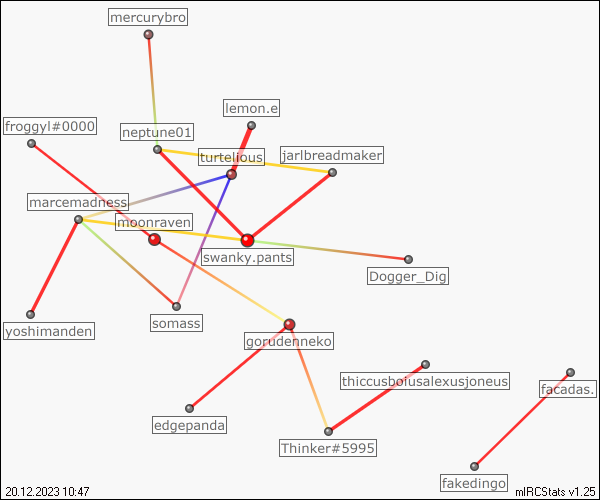 mercurybro
lemon.e
froggyl#0000
neptune01
turtelious
jarlbreadmaker
marcemadness
moonraven
swanky.pants
Dogger_Dig
yoshimanden
somass
gorudenneko
thiccusbofusalexusjoneus
facadas.
edgepanda
Thinker#5995
fakedingo
20.12.2023 10:47
mIRCStats v1.25